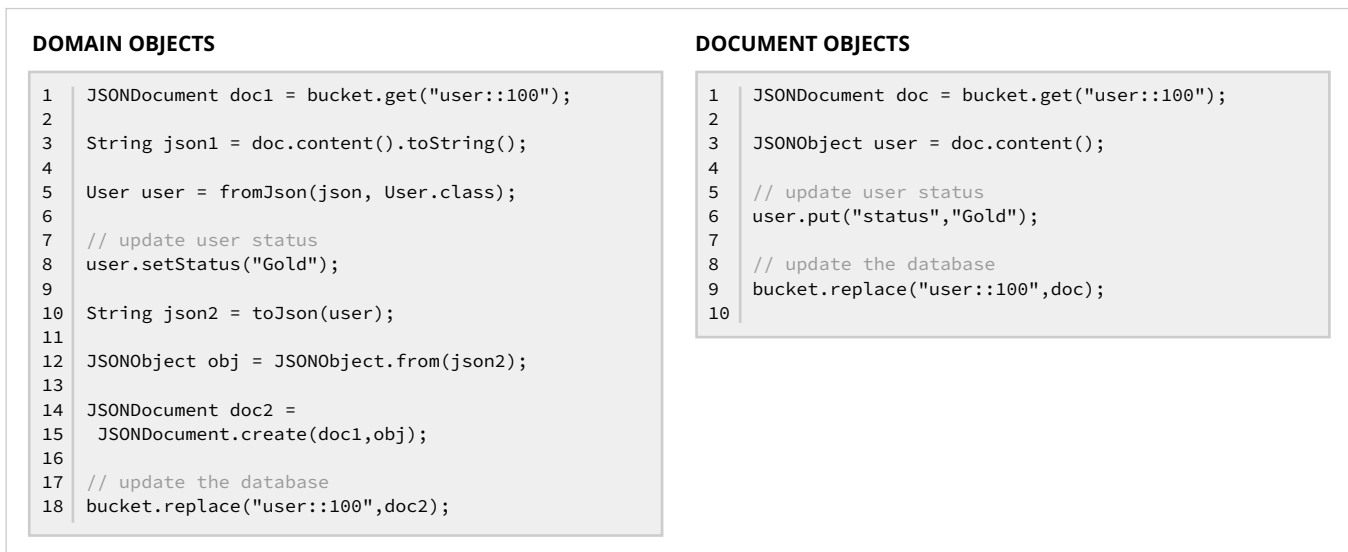 DOMAIN OBJECTS
1 JSONDocument doc1 = bucket.get("user::100");
2
3 String json1 = doc.content().toString();
4
5 User user = fromJson(json, User.class);
6
7 // update user status
8 user.setStatus("Gold");
9
10 String json2 = toJson(user);
11
12 JSONObject obj = JSONObject.from(json2);
13
14 JSONDocument doc2 =
15 JSONDocument.create(doc1,obj);
16
17 // update the database
18 bucket.replace("user::100",doc2);
DOCUMENT OBJECTS
1 JSONDocument doc = bucket.get("user::100");
2
3 JSONObject user = doc.content();
4
5 // update user status
6 user.put("status","Gold");
7
8 // update the database
9 bucket.replace("user::100",doc);
10